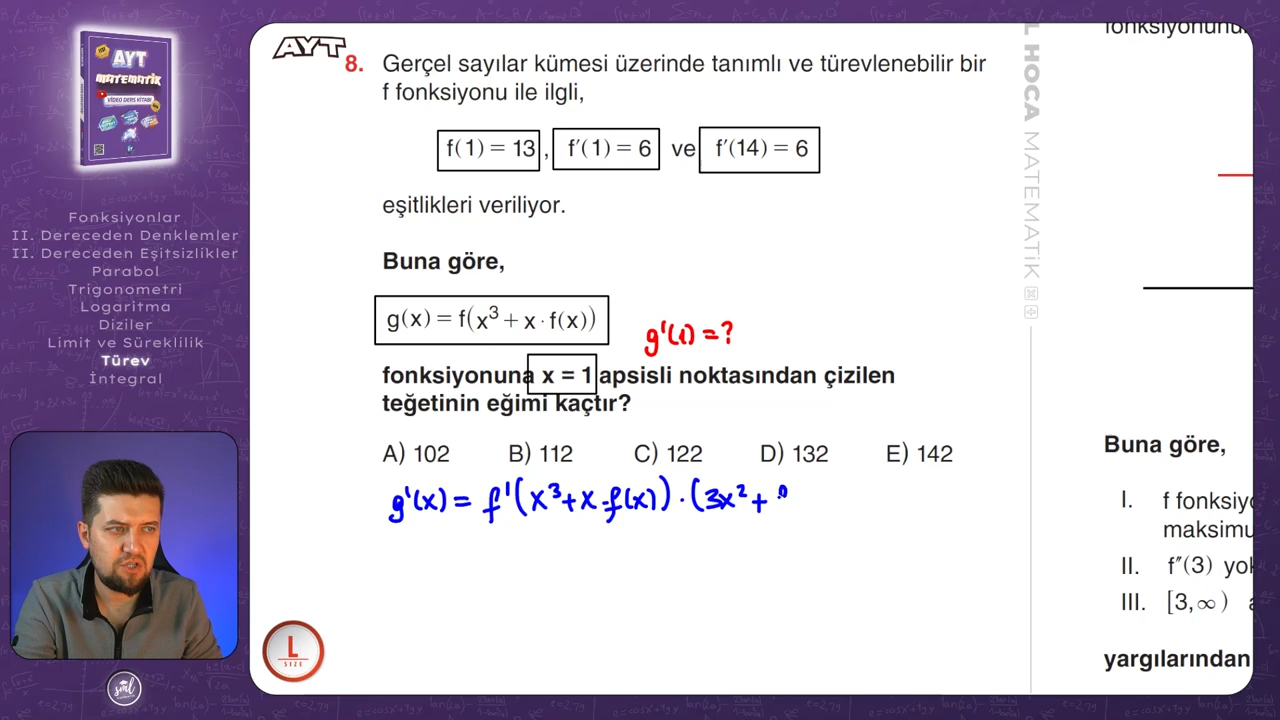 fonksiyonunu
AYT
8. Gerçel sayılar kümesi üzerinde tanımlı ve türevlenebilir bir
f fonksiyonu ile ilgli,
f(1) = 13 , f′(1) = 6 ve f′(14) = 6
eşitlikleri veriliyor.
Buna göre,
g(x) = f(x³ + x · f(x))
g'(1) = ?
fonksiyonuna x = 1 apsisli noktasından çizilen
teğetinin eğimi kaçtır?
A) 102 B) 112 C) 122 D) 132 E) 142
g'(x) = f'(x³ + x · f(x)) · (3x² +
L
SIZE
AYT
MATEMATİK
VİDEO DERS KİTABI
Fonksiyonlar
II. Dereceden Denklemler
II. Dereceden Eşitsizlikler
Parabol
Trigonometri
Logaritma
Diziler
Limit ve Süreklilik
Türev
İntegral
sml
L HOCA MATEMATİK
Buna göre,
I. f fonksiyo
maksimu
II. f″(3) yok
III. [3, ∞) a
yargılarından